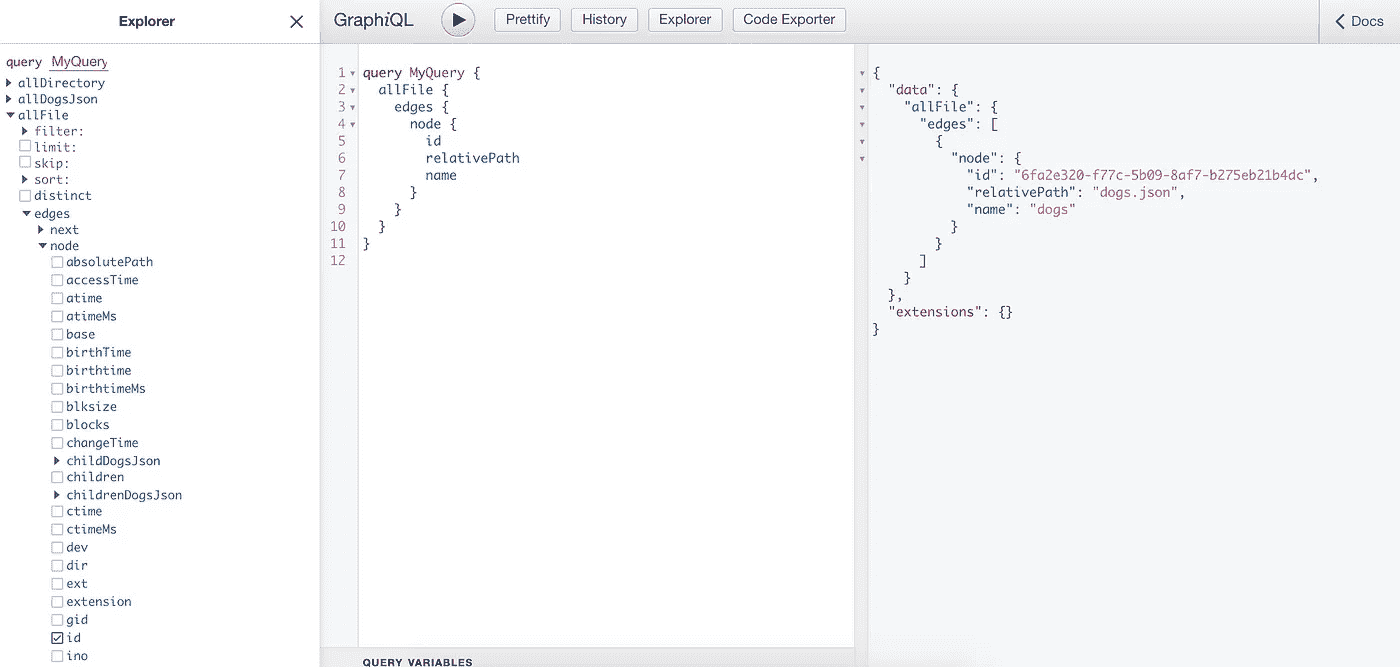 Explorer
GraphiQL
Prettify
History
Explorer
Code Exporter
Docs
query MyQuery
allDirectory
allDogsJson
allFile
filter:
limit:
skip:
sort:
distinct
edges
next
node
absolutePath
accessTime
atime
atimeMs
base
birthTime
birthtime
birthtimeMs
blksize
blocks
changeTime
childDogsJson
children
childrenDogsJson
ctime
ctimeMs
dev
dir
ext
extension
gid
id
ino
1 query MyQuery {
2 allFile {
3 edges {
4 node {
5 id
6 relativePath
7 name
8 }
9 }
10 }
11 }
12
QUERY VARIABLES
{
"data": {
"allFile": {
"edges": [
{
"node": {
"id": "6fa2e320-f77c-5b09-8af7-b275eb21b4dc",
"relativePath": "dogs.json",
"name": "dogs"
}
}
]
}
},
"extensions": {}
}